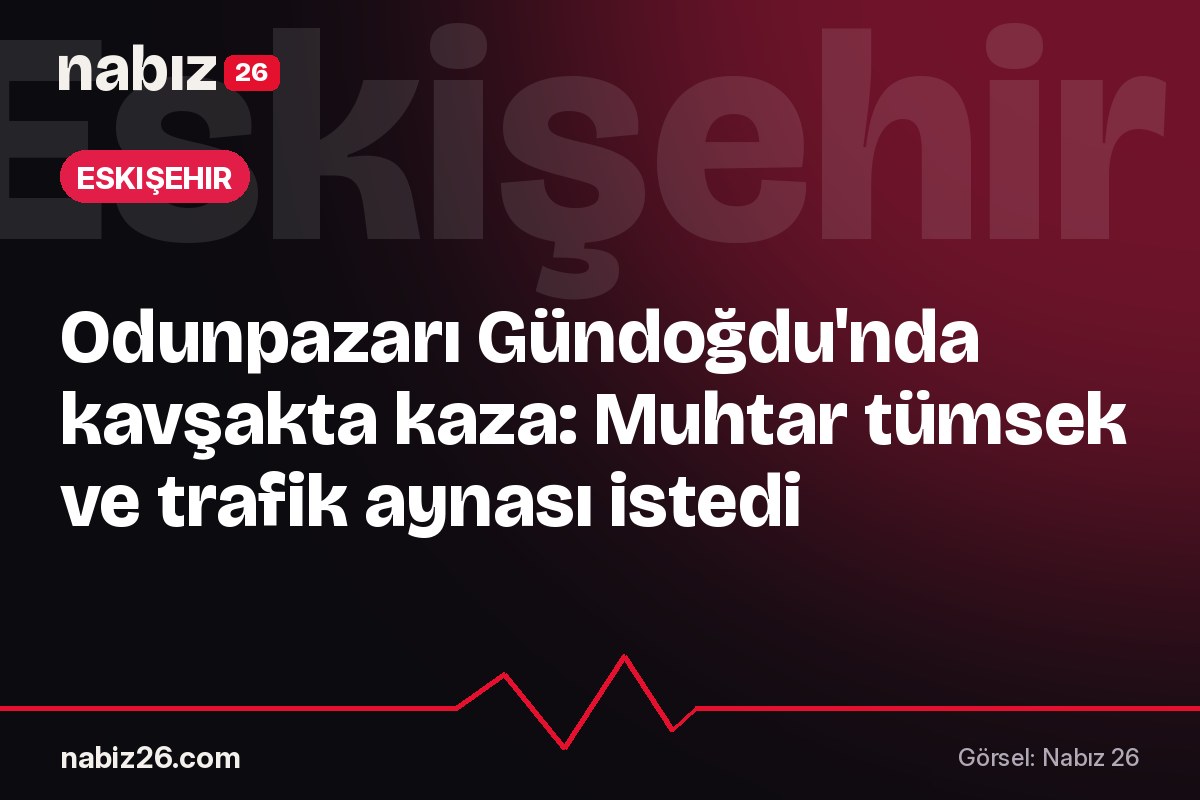 Eskişehir
nabız 26
ESKIŞEHIR
Odunpazarı Gündoğdu'nda
kavşakta kaza: Muhtar tümsek
ve trafik aynası istedi
nabiz26.com
Görsel: Nabız 26